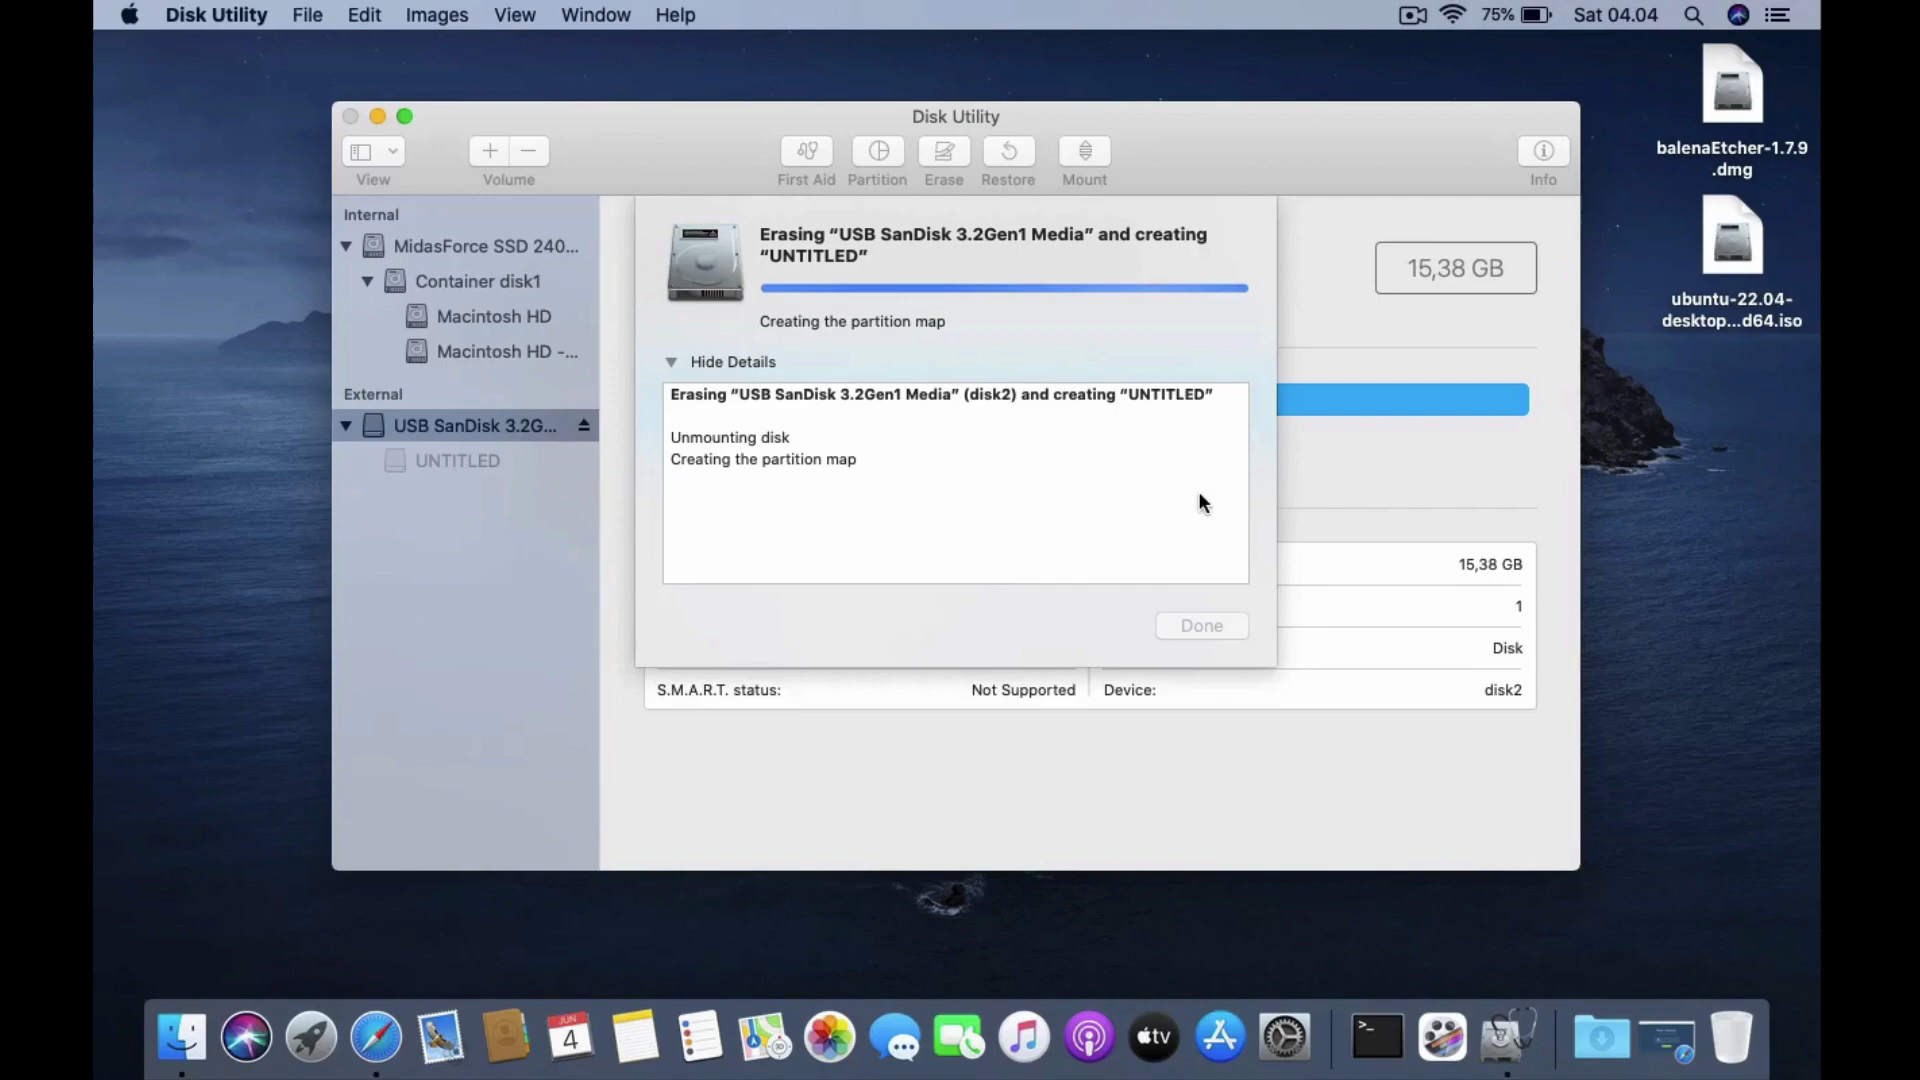 Disk Utility File Edit Images View Window Help 75% Sat 04.04
balenaEtcher-1.7.9
.dmg
ubuntu-22.04-
desktop...d64.iso
Disk Utility
View Volume First Aid Partition Erase Restore Mount Info
Internal
MidasForce SSD 240...
Container disk1
Macintosh HD
Macintosh HD -...
External
USB SanDisk 3.2G...
UNTITLED
Erasing “USB SanDisk 3.2Gen1 Media” and creating
“UNTITLED”
Creating the partition map
Hide Details
Erasing “USB SanDisk 3.2Gen1 Media” (disk2) and creating “UNTITLED”
Unmounting disk
Creating the partition map
Done
15,38 GB
15,38 GB
1
Disk
S.M.A.R.T. status: Not Supported Device: disk2
JUN
4
tv